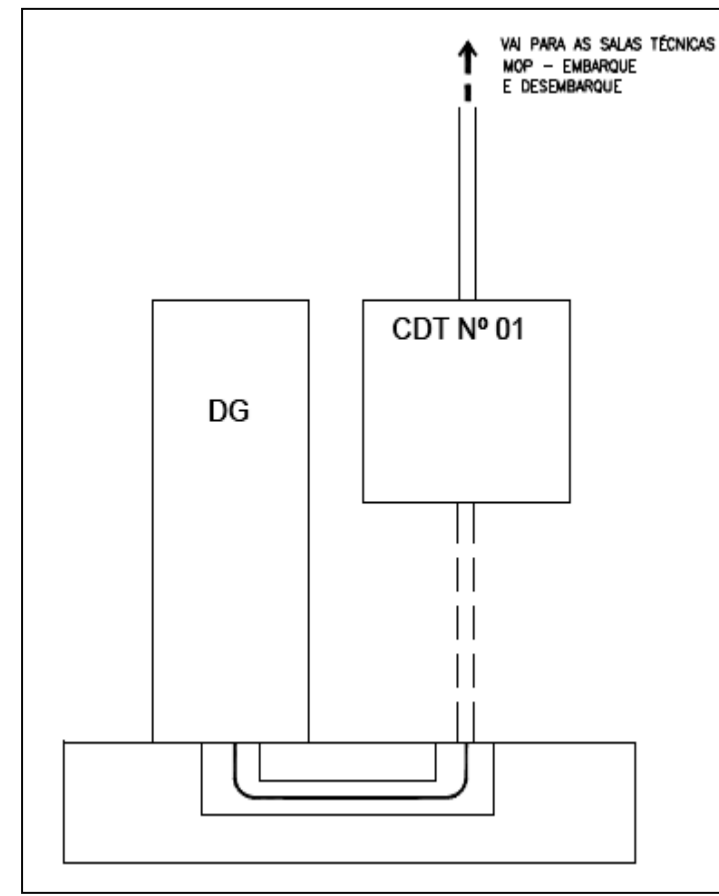 VAI PARA AS SALAS TÉCNICAS
MOP - EMBARQUE
E DESEMBARQUE
CDT Nº 01
DG